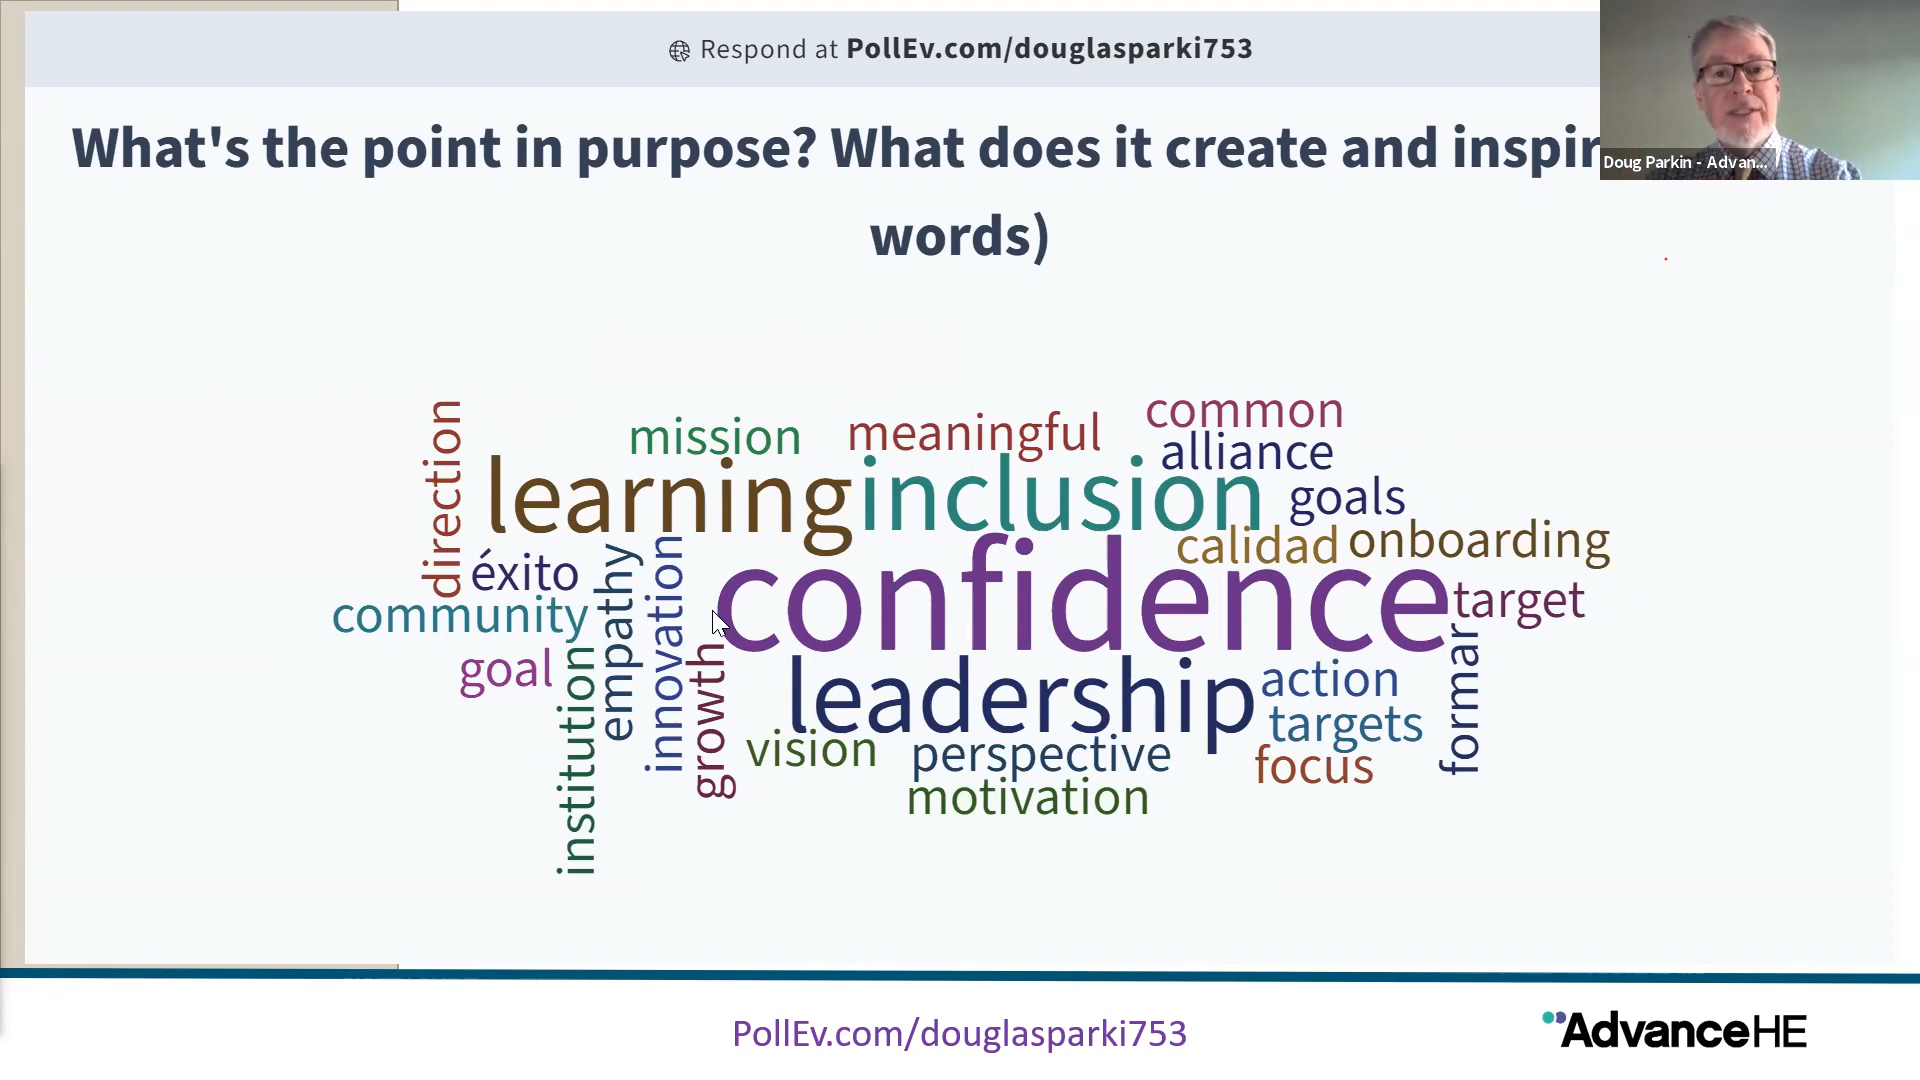 Respond at PollEv.com/douglasparki753
What's the point in purpose? What does it create and inspir
words)
Doug Parkin - Advan...
direction
mission
meaningful
common
alliance
learning
inclusion
goals
éxito
empathy
innovation
calidad
onboarding
community
confidence
target
goal
institution
growth
leadership
action
formar
targets
vision
perspective
focus
motivation
PollEv.com/douglasparki753
AdvanceHE